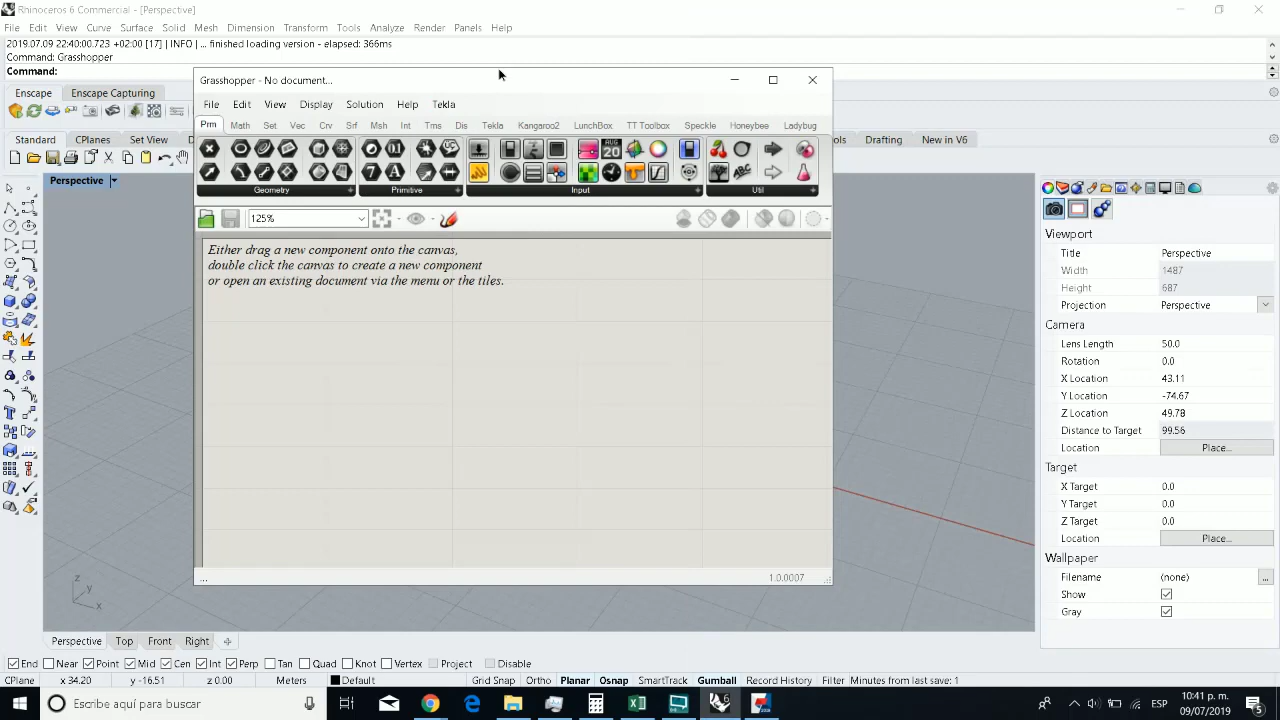 Rhinoceros 6 Commercial - [Perspective]
File Edit View Curve Surface Solid Mesh Dimension Transform Tools Analyze Render Panels Help
2019.07.09 22:40:00.723 +02:00 [17] | INFO | ... finished loading version - elapsed: 366ms
Command: Grasshopper
Command:
Enscape Enscape Capturing
Standard CPlanes Set View Drafting New in V6
Perspective
Grasshopper - No document...
File Edit View Display Solution Help Tekla
Prm Math Set Vec Crv Srf Msh Int Trns Dis Tekla Kangaroo2 LunchBox TT Toolbox Speckle Honeybee Ladybug
Geometry Primitive Input Util
125%
Either drag a new component onto the canvas,
double click the canvas to create a new component
or open an existing document via the menu or the tiles.
... 1.0.0007
Viewport
Title Perspective
Width 1487
Height 687
Projection Perspective
Camera
Lens Length 50.0
Rotation 0.0
X Location 43.11
Y Location -74.67
Z Location 49.78
Distance to Target 99.56
Location Place...
Target
X Target 0.0
Y Target 0.0
Z Target 0.0
Location Place...
Wallpaper
Filename (none) ...
Show
Gray
z
y
x
Perspective Top Front Right
End Near Point Mid Cen Int Perp Tan Quad Knot Vertex Project Disable
CPlane x 34.20 y -16.51 z 0.00 Meters Default Grid Snap Ortho Planar Osnap SmartTrack Gumball Record History Filter Minutes from last save: 1
Escribe aquí para buscar
ESP
10:41 p. m.
09/07/2019
5